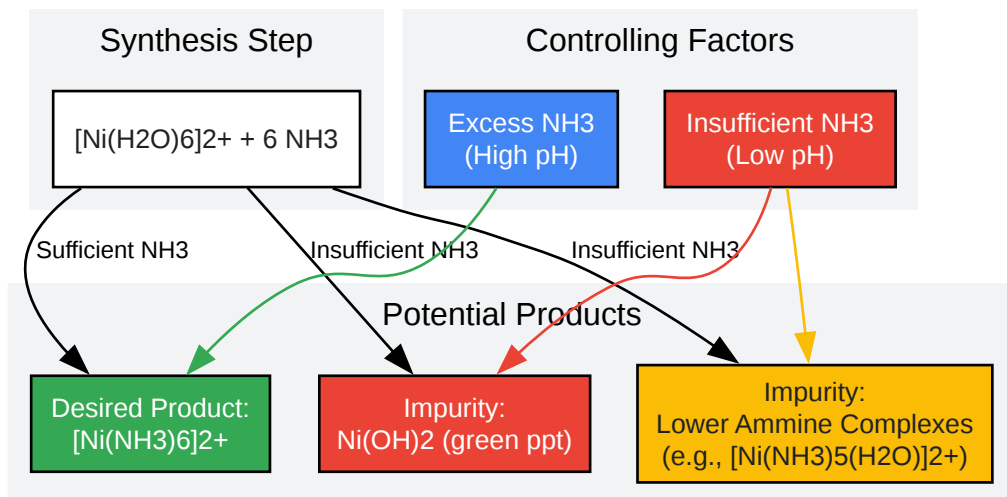 Synthesis Step
Controlling Factors
[Ni(H2O)6]2+ + 6 NH3
Excess NH3
(High pH)
Insufficient NH3
(Low pH)
Sufficient NH3
Insufficient NH3
Insufficient NH3
Potential Products
Desired Product:
[Ni(NH3)6]2+
Impurity:
Ni(OH)2 (green ppt)
Impurity:
Lower Ammine Complexes
(e.g., [Ni(NH3)5(H2O)]2+)